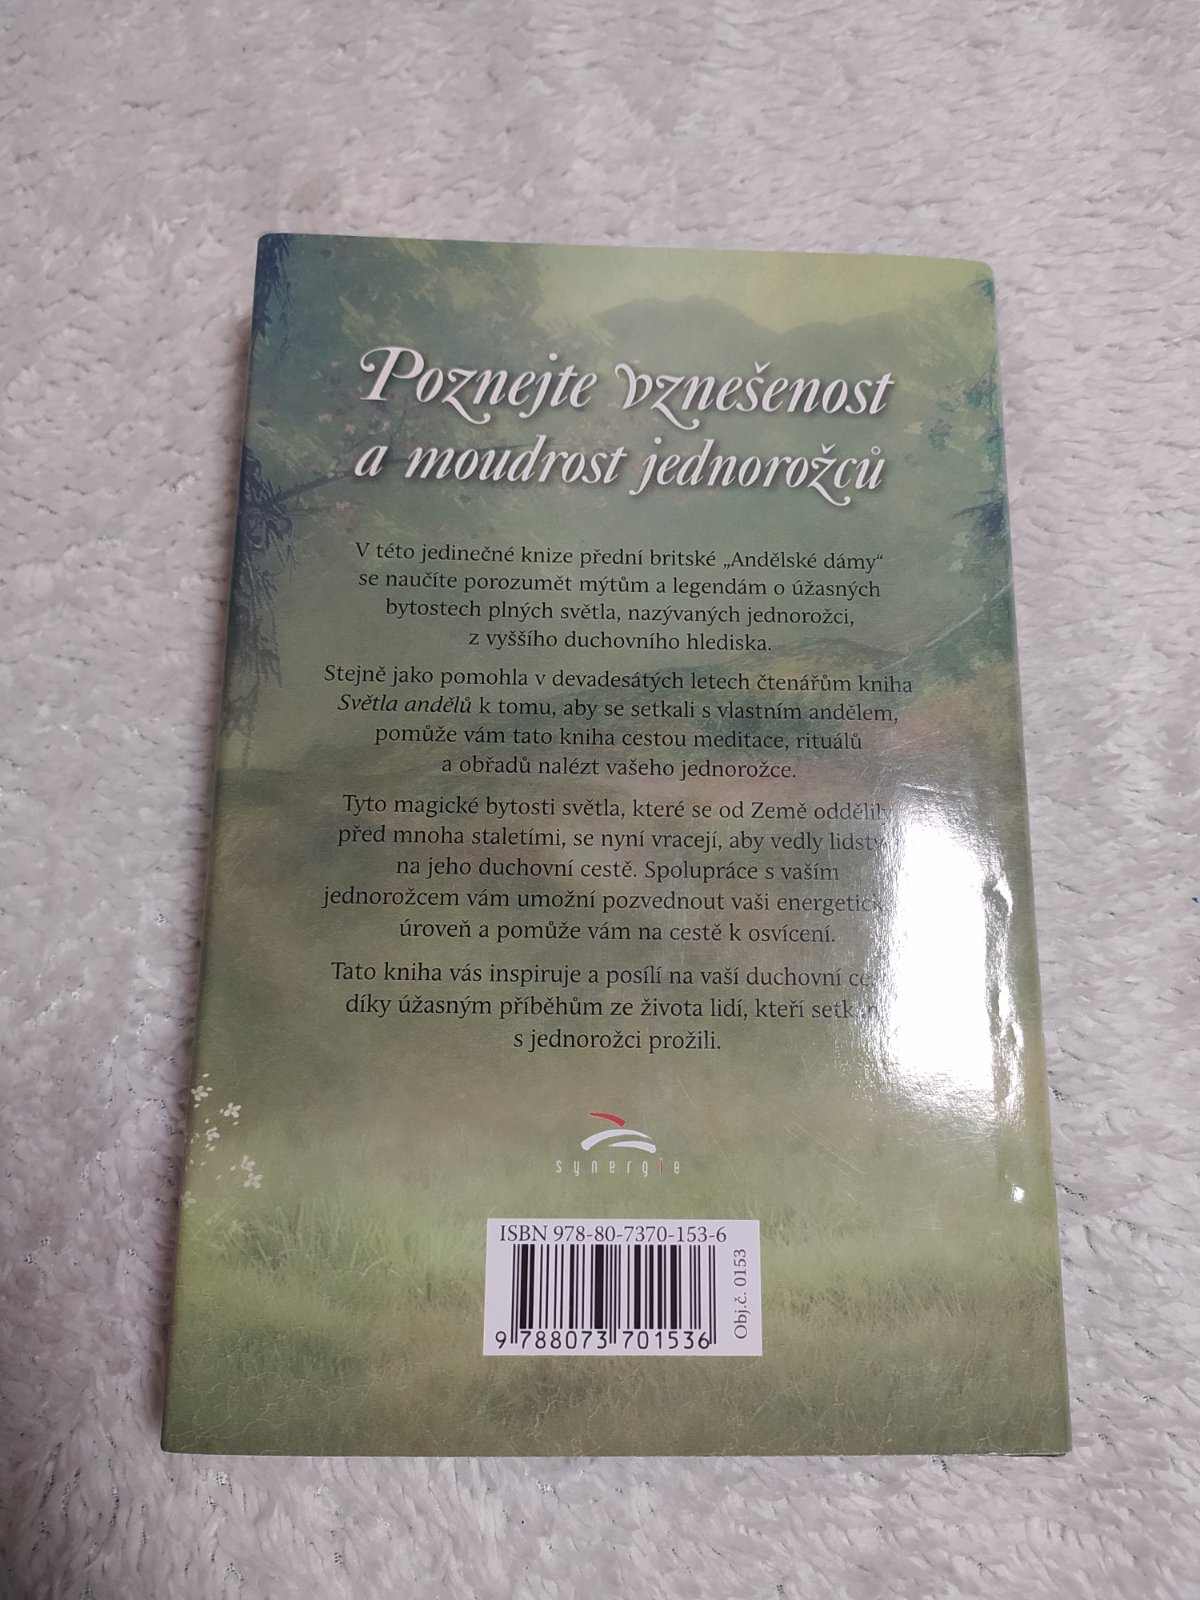 Poznejte vznešenost
a moudrost jednorožců
V této jedinečné knize přední britské „Andělské dámy“
se naučíte porozumět mýtům a legendám o úžasných
bytostech plných světla, nazývaných jednorožci,
z vyššího duchovního hlediska.
Stejně jako pomohla v devadesátých letech čtenářům kniha
Světla andělů k tomu, aby se setkali s vlastním andělem,
pomůže vám tato kniha cestou meditace, rituálů
a obřadů nalézt vašeho jednorožce.
Tyto magické bytosti světla, které se od Země oddělily
před mnoha staletími, se nyní vracejí, aby vedly
na jeho duchovní cestě. Spolupráce s vaším
jednorožcem vám umožní pozvednout vaši
úroveň a pomůže vám na cestě k osvícení.
Tato kniha vás inspiruje a posílí na vaší duchovní
díky úžasným příběhům ze života lidí, kteří
s jednorožci prožili.
synergie
ISBN 978-80-7370-153-6
9 788073 701536
Obj.č. 0153